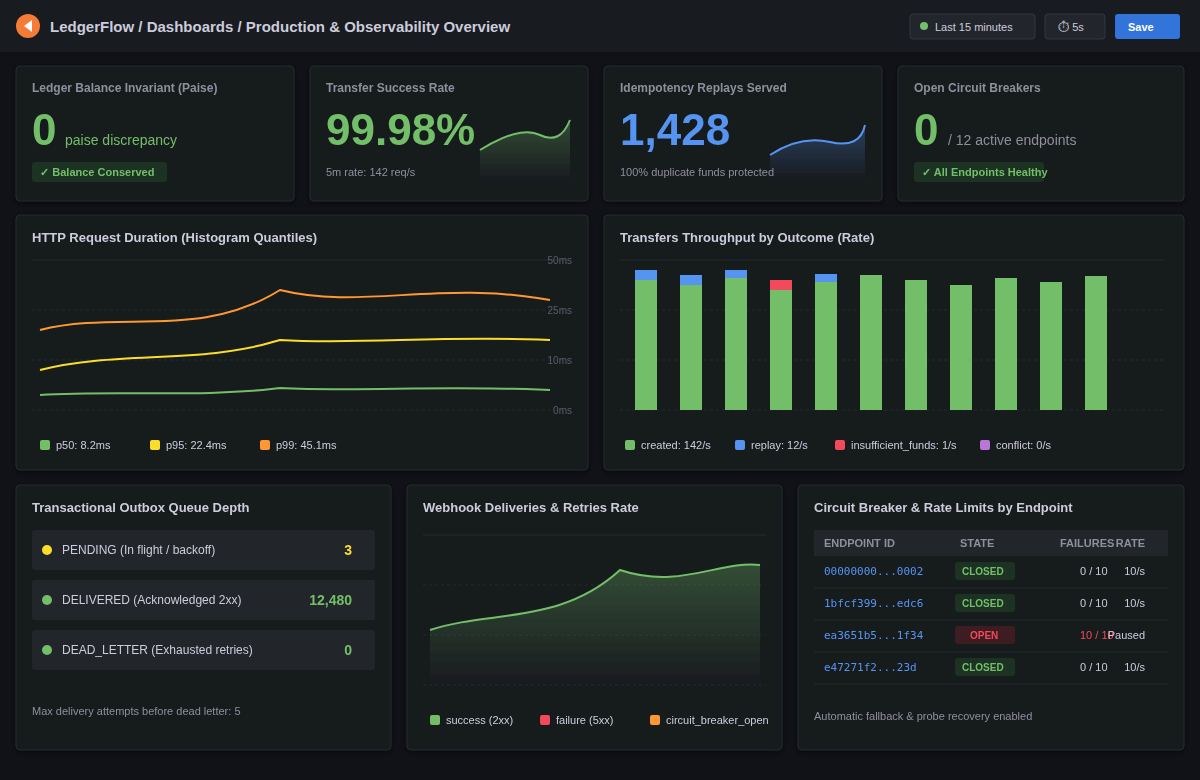 LedgerFlow / Dashboards / Production & Observability Overview
Last 15 minutes
⏱ 5s
Save
Ledger Balance Invariant (Paise)
0 paise discrepancy
✓ Balance Conserved
Transfer Success Rate
99.98%
5m rate: 142 req/s
Idempotency Replays Served
1,428
100% duplicate funds protected
Open Circuit Breakers
0 / 12 active endpoints
✓ All Endpoints Healthy
HTTP Request Duration (Histogram Quantiles)
50ms
25ms
10ms
0ms
p50: 8.2ms
p95: 22.4ms
p99: 45.1ms
Transfers Throughput by Outcome (Rate)
created: 142/s
replay: 12/s
insufficient_funds: 1/s
conflict: 0/s
Transactional Outbox Queue Depth
PENDING (In flight / backoff) 3
DELIVERED (Acknowledged 2xx) 12,480
DEAD_LETTER (Exhausted retries) 0
Max delivery attempts before dead letter: 5
Webhook Deliveries & Retries Rate
success (2xx)
failure (5xx)
circuit_breaker_open
Circuit Breaker & Rate Limits by Endpoint
ENDPOINT ID STATE FAILURES RATE
00000000...0002 CLOSED 0 / 10 10/s
1bfcf399...edc6 CLOSED 0 / 10 10/s
ea3651b5...1f34 OPEN 10 / 10 Paused
e47271f2...23d CLOSED 0 / 10 10/s
Automatic fallback & probe recovery enabled